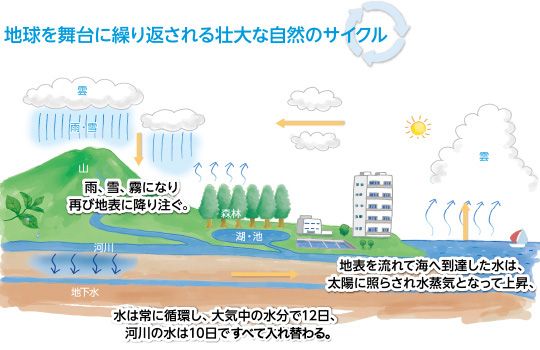 地球を舞台に繰り返される壮大な自然のサイクル
雲
雨・雪
雲
山
雨、雪、霧になり
再び地表に降り注ぐ。
森林
湖・池
河川
地表を流れて海へ到達した水は、
太陽に照らされ水蒸気となって上昇、
地下水
水は常に循環し、大気中の水分で12日、
河川の水は10日ですべて入れ替わる。